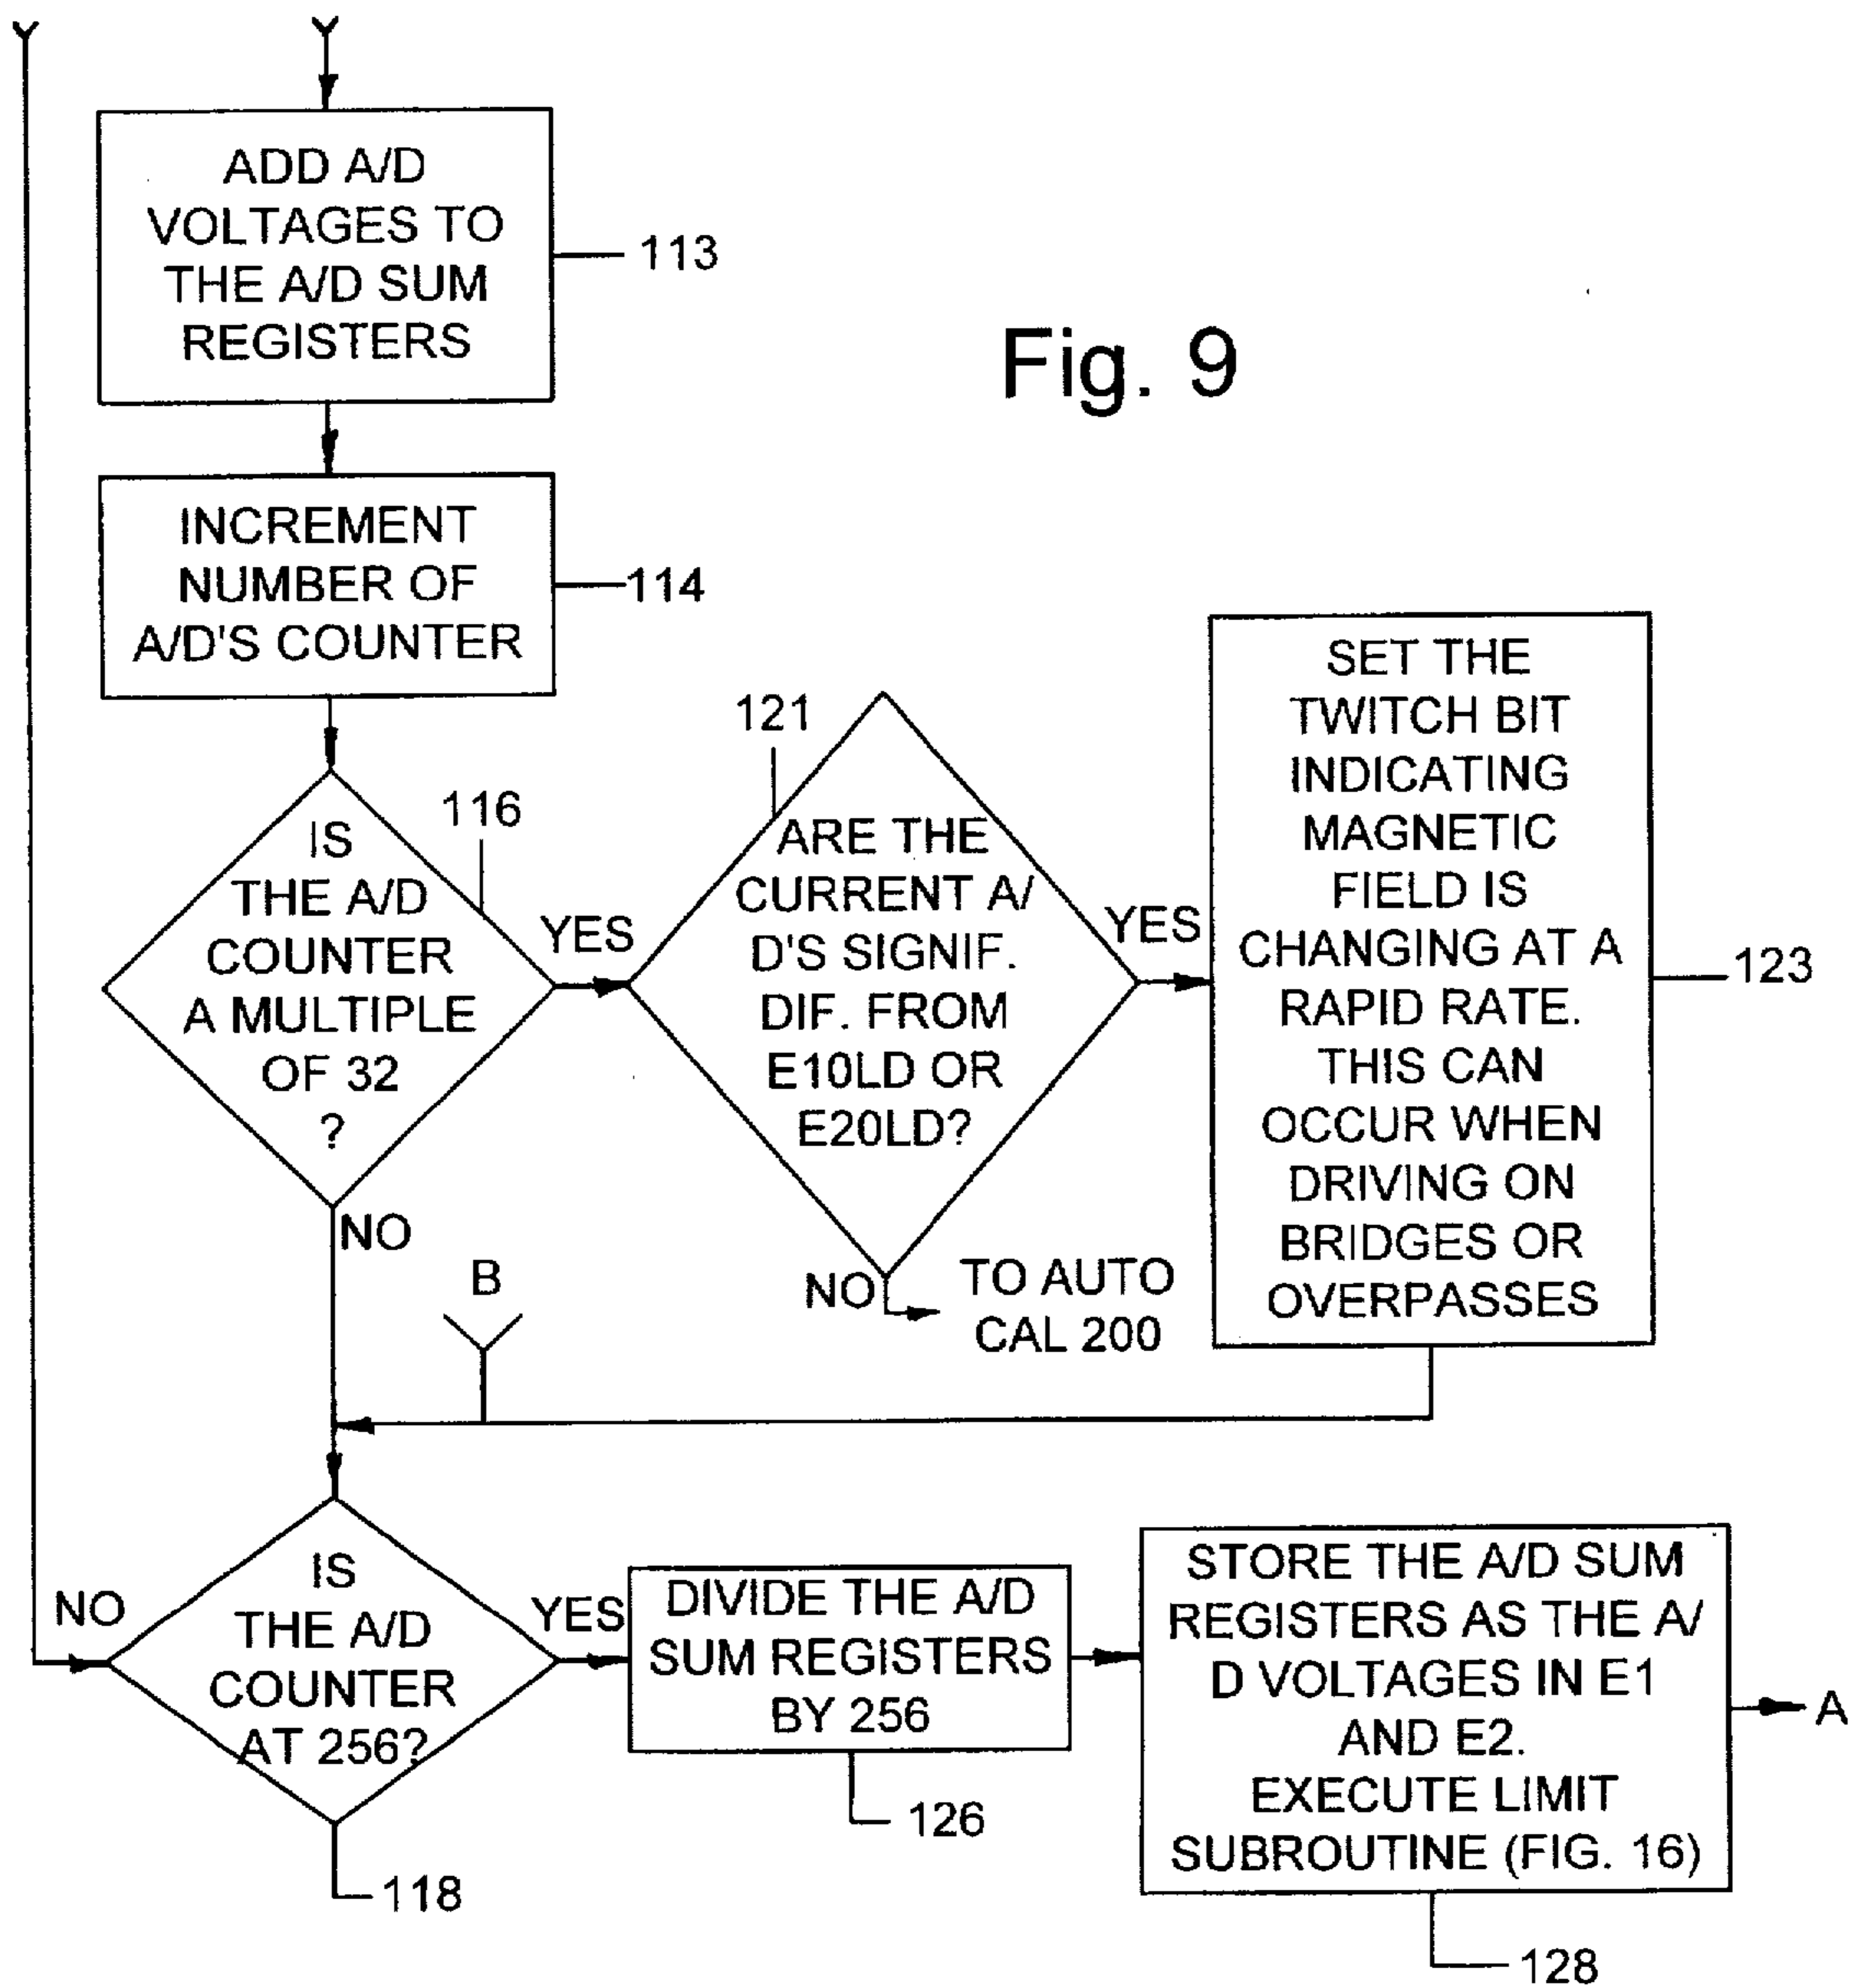 ADD A/D
VOLTAGES TO
THE A/D SUM
REGISTERS
113
Fig. 9
INCREMENT
NUMBER OF
A/D'S COUNTER
114
IS
THE A/D
COUNTER
A MULTIPLE
OF 32
?
116
YES
NO
121
ARE THE
CURRENT A/
D'S SIGNIF.
DIF. FROM
E10LD OR
E20LD?
YES
NO
TO AUTO
CAL 200
SET THE
TWITCH BIT
INDICATING
MAGNETIC
FIELD IS
CHANGING AT A
RAPID RATE.
THIS CAN
OCCUR WHEN
DRIVING ON
BRIDGES OR
OVERPASSES
123
B
IS
THE A/D
COUNTER
AT 256?
NO
YES
118
DIVIDE THE A/D
SUM REGISTERS
BY 256
126
STORE THE A/D SUM
REGISTERS AS THE A/
D VOLTAGES IN E1
AND E2.
EXECUTE LIMIT
SUBROUTINE (FIG. 16)
A
128